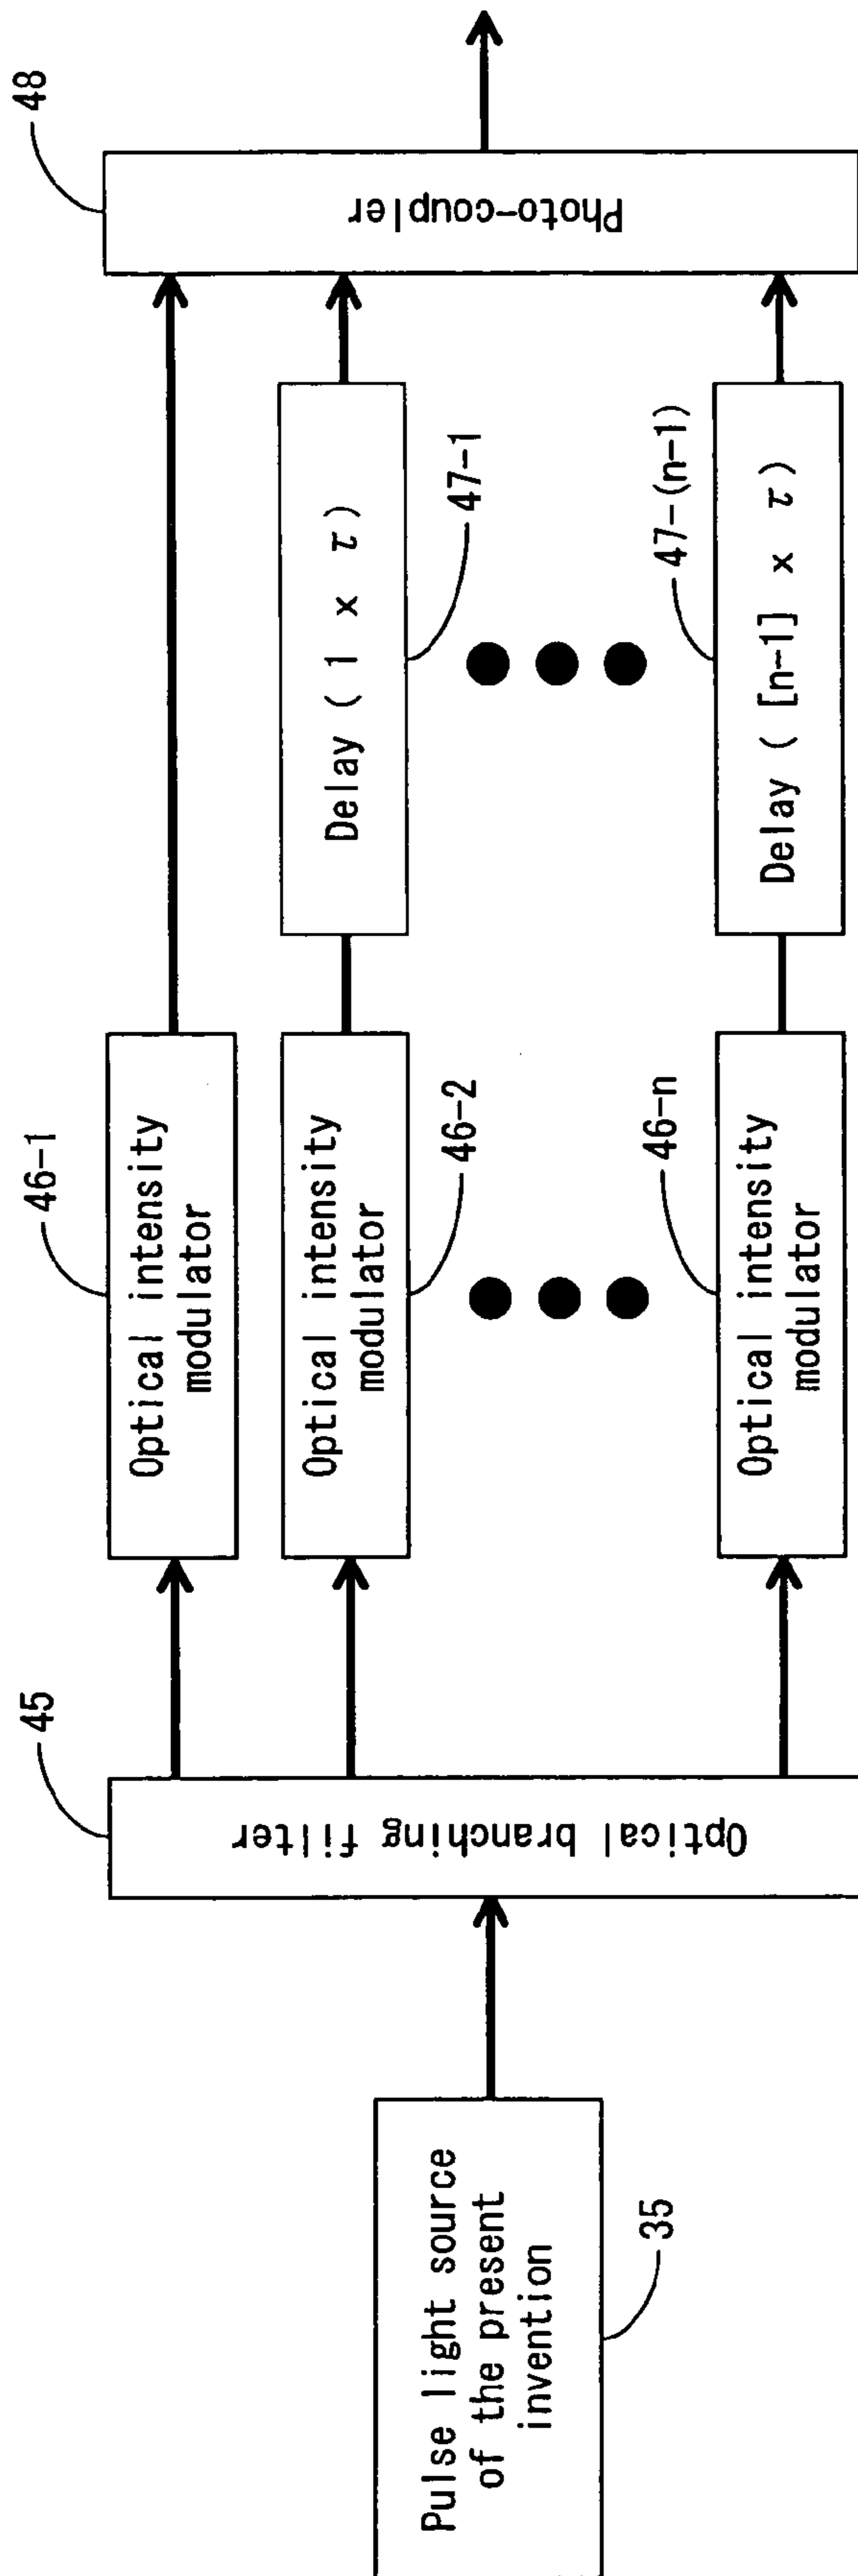 Pulse light source
of the present
invention
35
45
Optical branching filter
46-1
Optical intensity
modulator
46-2
Optical intensity
modulator
46-n
Optical intensity
modulator
Delay ( 1 x τ )
47-1
Delay ( [n-1] x τ )
47-(n-1)
48
Photo-coupler